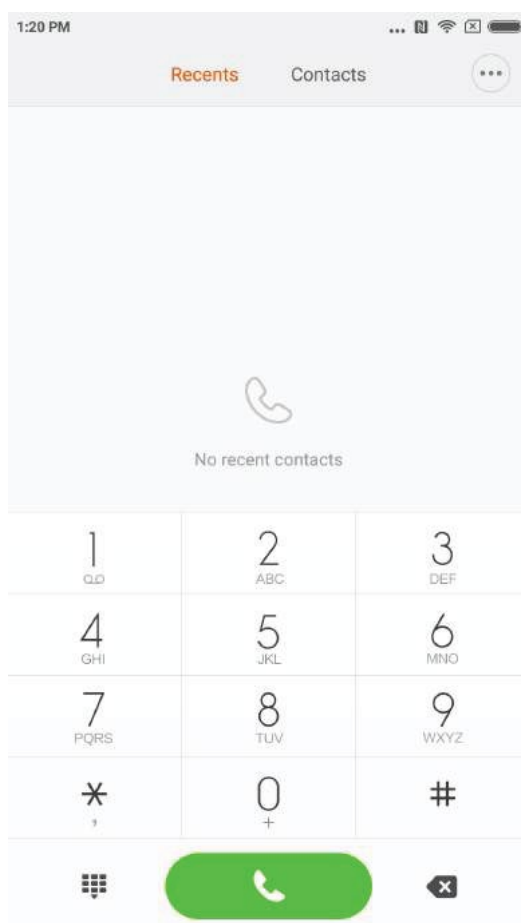 1:20 PM
Recents Contacts
No recent contacts
1 2 3
ABC DEF
4 5 6
GHI JKL MNO
7 8 9
PQRS TUV WXYZ
* 0 #
, +